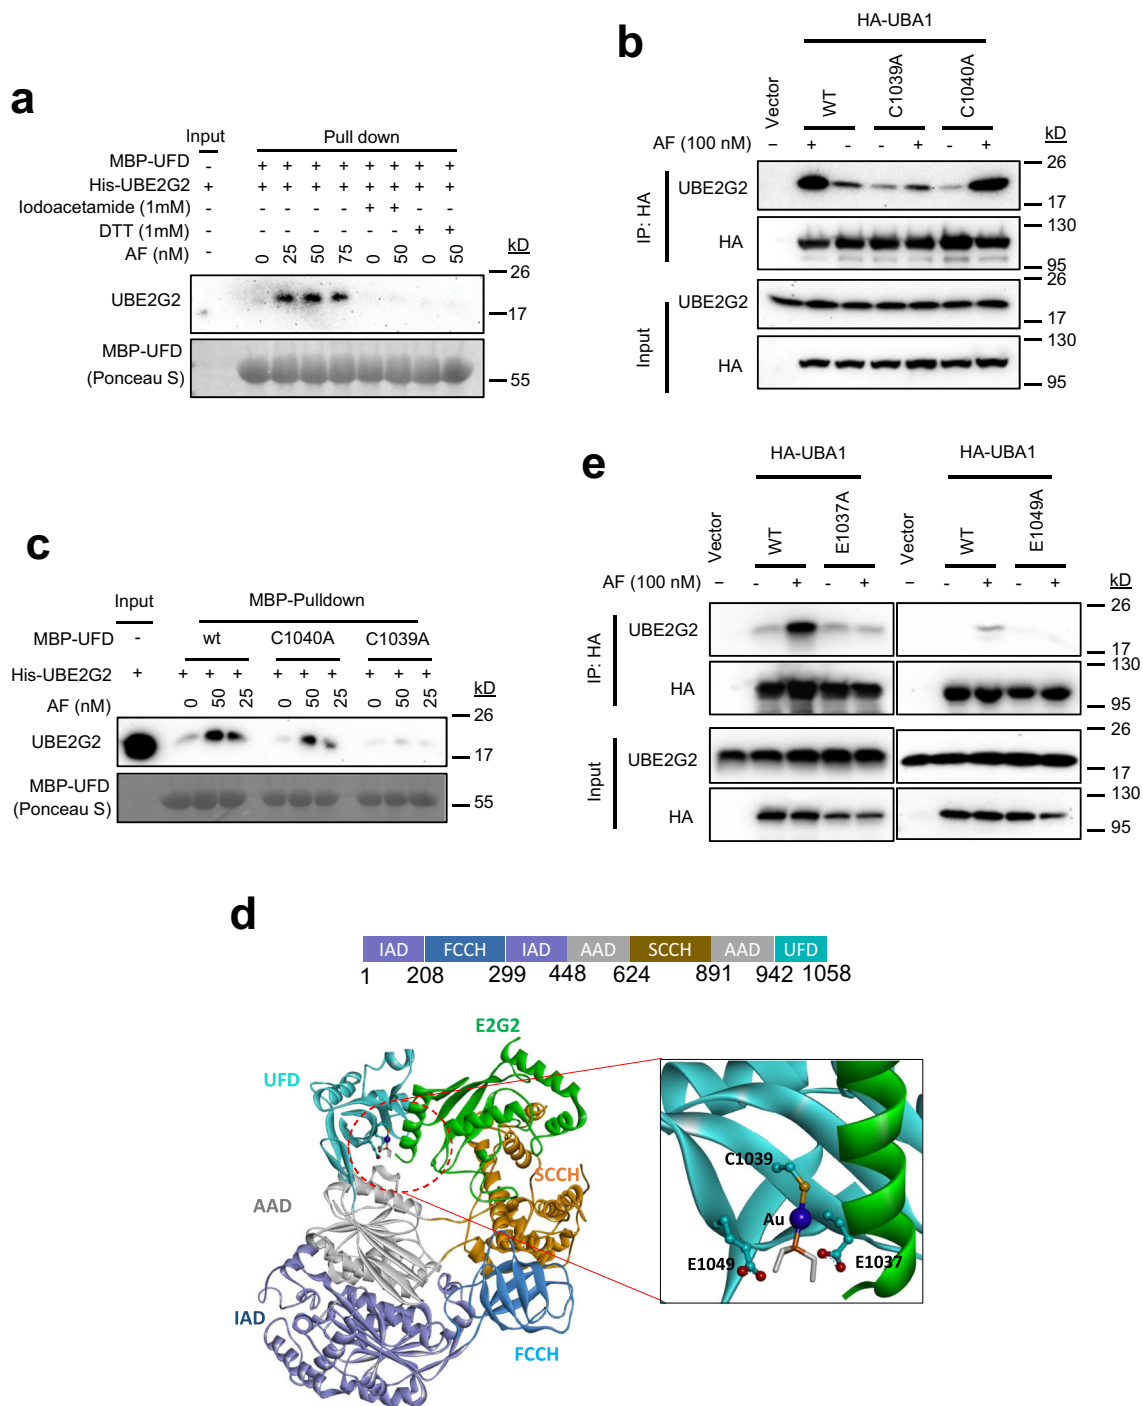 a
Input
Pull down
MBP-UFD - + + + + + + + +
His-UBE2G2 + + + + + + + + +
Iodoacetamide (1mM) - - - - - + + - -
DTT (1mM) - - - - - - - + +
AF (nM) - 0 25 50 75 0 50 0 50
kD
UBE2G2
26
17
MBP-UFD
(Ponceau S)
55
b
HA-UBA1
Vector WT C1039A C1040A
AF (100 nM) – + - - + - +
kD
IP: HA
UBE2G2
26
17
HA
130
95
Input
UBE2G2
26
17
HA
130
95
c
Input
MBP-Pulldown
MBP-UFD - wt C1040A C1039A
His-UBE2G2 + + + + + + + + + +
AF (nM) 0 50 25 0 50 25 0 50 25
kD
UBE2G2
26
17
MBP-UFD
(Ponceau S)
55
e
HA-UBA1 HA-UBA1
Vector WT E1037A Vector WT E1049A
AF (100 nM) – - + - + – - + - +
kD
IP: HA
UBE2G2
26
17
HA
130
95
Input
UBE2G2
26
17
HA
130
95
d
IAD FCCH IAD AAD SCCH AAD UFD
1 208 299 448 624 891 942 1058
E2G2
UFD
SCCH
AAD
IAD
FCCH
C1039
Au
E1049
E1037